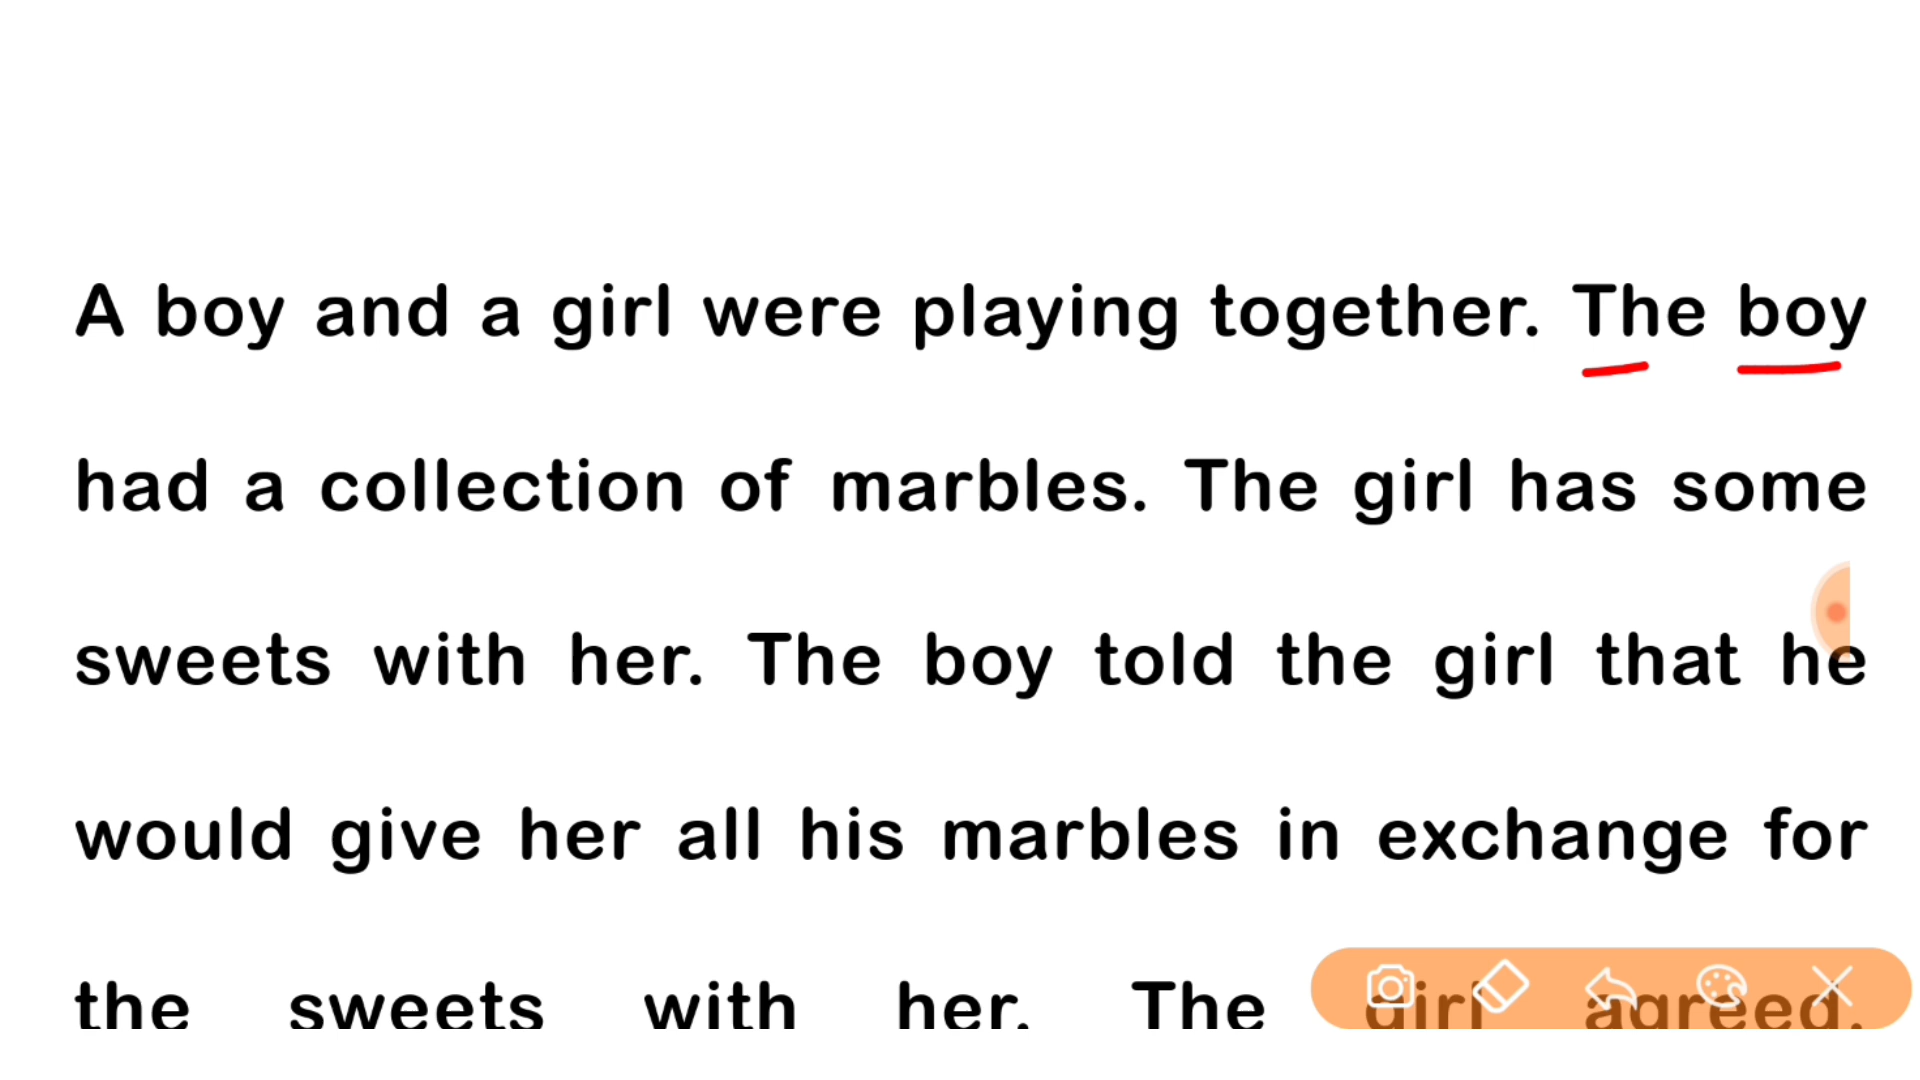 A boy and a girl were playing together. The boy
had a collection of marbles. The girl has some
sweets with her. The boy told the girl that he
would give her all his marbles in exchange for
the sweets with her. The girl agreed.